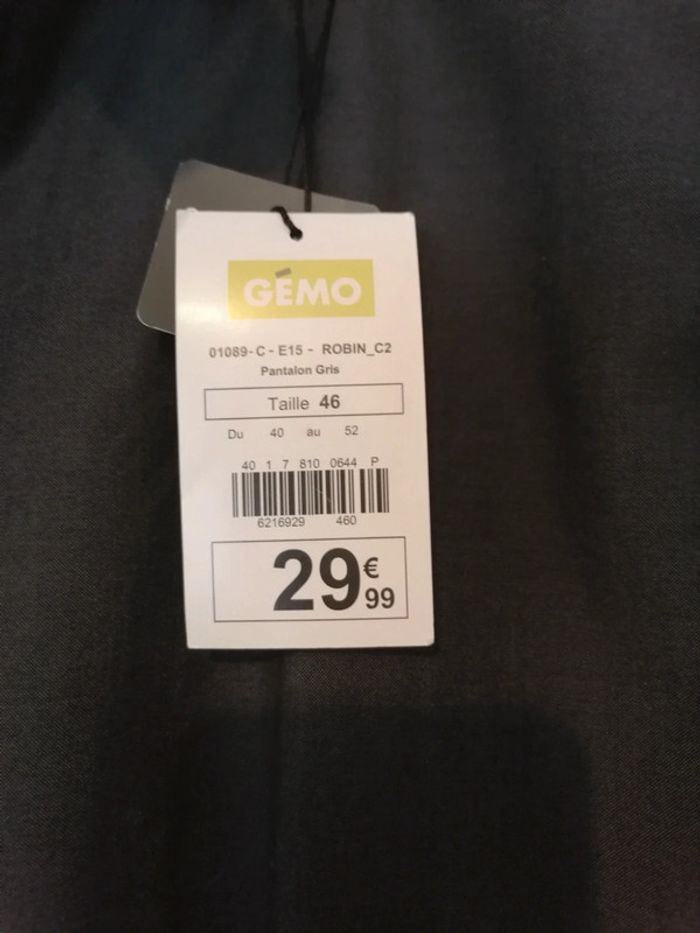 GÉMO
01089-C-E15 - ROBIN_C2
Pantalon Gris
Taille 46
Du 40 au 52
40 1 7 810 0644 P
6216929 460
29€99